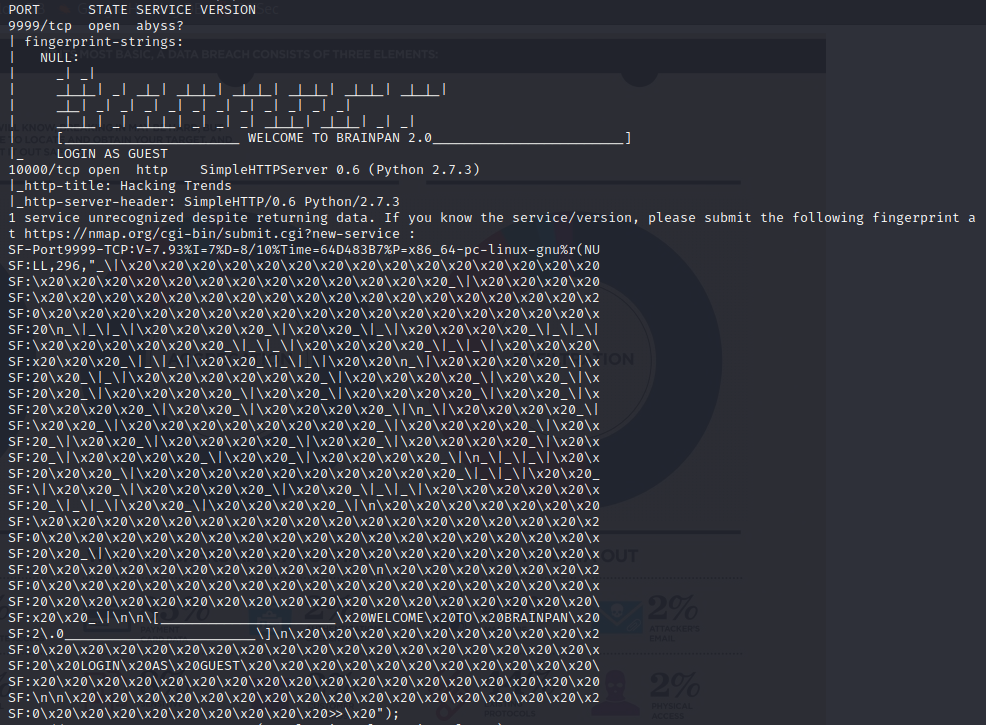 PORT      STATE SERVICE VERSION
9999/tcp  open  abyss?
| fingerprint-strings:
|   NULL:
|     _| _|
|     _|_|_| _| _|_| _|_|_| _|_|_| _|_|_| _|_|_| _|_|_|
|     _|_| _| _| _| _| _| _| _| _| _| _|
|     _|_|_| _| _|_|_| _| _| _| _|_|_| _|_|_| _| _|
|     [________________________ WELCOME TO BRAINPAN 2.0________________________]
|_    LOGIN AS GUEST
10000/tcp open  http    SimpleHTTPServer 0.6 (Python 2.7.3)
|_http-title: Hacking Trends
|_http-server-header: SimpleHTTP/0.6 Python/2.7.3
1 service unrecognized despite returning data. If you know the service/version, please submit the following fingerprint a
t https://nmap.org/cgi-bin/submit.cgi?new-service :
SF-Port9999-TCP:V=7.93%I=7%D=8/10%Time=64D483B7%P=x86_64-pc-linux-gnu%r(NU
SF:LL,296,"_\|\x20\x20\x20\x20\x20\x20\x20\x20\x20\x20\x20\x20\x20\x20\x20
SF:\x20\x20\x20\x20\x20\x20\x20\x20\x20\x20\x20\x20_\|\x20\x20\x20\x20\x20
SF:\x20\x20\x20\x20\x20\x20\x20\x20\x20\x20\x20\x20\x20\x20\x20\x20\x20\x2
SF:0\x20\x20\x20\x20\x20\x20\x20\x20\x20\x20\x20\x20\x20\x20\x20\x20\x20\x
SF:20\n_\|_\|_\|\x20\x20\x20\x20_\|\x20\x20_\|_\|\x20\x20\x20\x20_\|_\|_\|
SF:\x20\x20\x20\x20\x20\x20_\|_\|_\|\x20\x20\x20\x20_\|_\|_\|\x20\x20\x20\
SF:x20\x20\x20_\|_\|_\|\x20\x20_\|_\|_\|\x20\x20\n_\|\x20\x20\x20\x20_\|\x
SF:20\x20_\|_\|\x20\x20\x20\x20\x20\x20_\|\x20\x20\x20\x20_\|\x20\x20_\|\x
SF:20\x20_\|\x20\x20\x20\x20_\|\x20\x20_\|\x20\x20\x20\x20_\|\x20\x20_\|\x
SF:20\x20\x20\x20_\|\x20\x20_\|\x20\x20\x20\x20_\|\n_\|\x20\x20\x20\x20_\|
SF:\x20\x20_\|\x20\x20\x20\x20\x20\x20\x20\x20_\|\x20\x20\x20\x20_\|\x20\x
SF:20_\|\x20\x20_\|\x20\x20\x20\x20_\|\x20\x20_\|\x20\x20\x20\x20_\|\x20\x
SF:20_\|\x20\x20\x20\x20_\|\x20\x20_\|\x20\x20\x20\x20_\|\n_\|_\|_\|\x20\x
SF:20\x20\x20_\|\x20\x20\x20\x20\x20\x20\x20\x20\x20\x20_\|_\|_\|\x20\x20_
SF:\|\x20\x20_\|\x20\x20\x20\x20_\|\x20\x20_\|_\|_\|\x20\x20\x20\x20\x20\x
SF:20_\|_\|_\|\x20\x20_\|\x20\x20\x20\x20_\|\n\x20\x20\x20\x20\x20\x20\x20
SF:\x20\x20\x20\x20\x20\x20\x20\x20\x20\x20\x20\x20\x20\x20\x20\x20\x20\x2
SF:0\x20\x20\x20\x20\x20\x20\x20\x20\x20\x20\x20\x20\x20\x20\x20\x20\x20\x
SF:20\x20_\|\x20\x20\x20\x20\x20\x20\x20\x20\x20\x20\x20\x20\x20\x20\x20\x
SF:20\x20\x20\x20\x20\x20\x20\x20\x20\x20\x20\x20\n\x20\x20\x20\x20\x20\x2
SF:0\x20\x20\x20\x20\x20\x20\x20\x20\x20\x20\x20\x20\x20\x20\x20\x20\x20\x
SF:20\x20\x20\x20\x20\x20\x20\x20\x20\x20\x20\x20\x20\x20\x20\x20\x20\x20\
SF:x20\x20_\|\n\n\[________________________\x20WELCOME\x20TO\x20BRAINPAN\x20
SF:2\.0________________________\]\n\x20\x20\x20\x20\x20\x20\x20\x20\x20\x2
SF:0\x20\x20\x20\x20\x20\x20\x20\x20\x20\x20\x20\x20\x20\x20\x20\x20\x20\x
SF:20\x20LOGIN\x20AS\x20GUEST\x20\x20\x20\x20\x20\x20\x20\x20\x20\x20\x20\
SF:x20\x20\x20\x20\x20\x20\x20\x20\x20\x20\x20\x20\x20\x20\x20\x20\x20\x20
SF:\n\n\x20\x20\x20\x20\x20\x20\x20\x20\x20\x20\x20\x20\x20\x20\x20\x20\x2
SF:0\x20\x20\x20\x20\x20\x20\x20\x20\x20>>\x20");